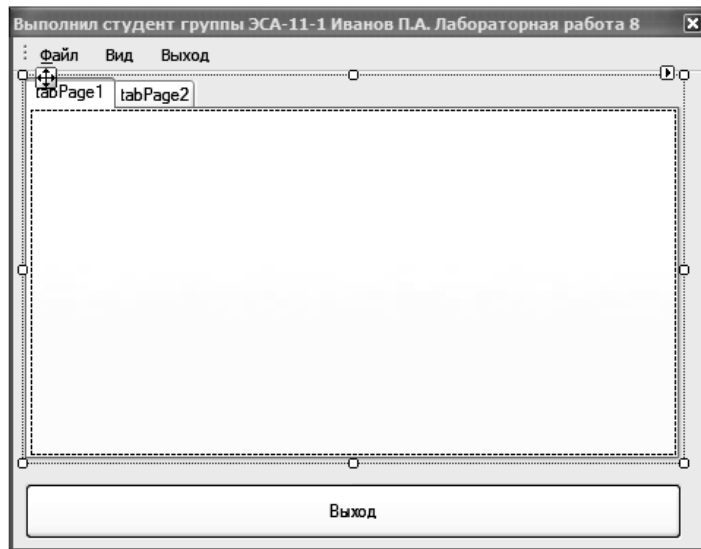 Выполнил студент группы ЭСА-11-1 Иванов П.А. Лабораторная работа 8
Файл Вид Выход
tabPage1 tabPage2
Выход